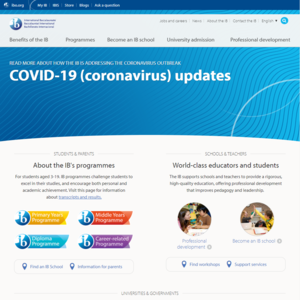 ibo.org
My IB
IBIS
Store
Blogs
Ask a question
Jobs and careers
News
About the IB
Contact the IB
English
International Baccalaureate
Benefits of the IB
Programmes
Become an IB school
University admission
Professional development
READ MORE ABOUT HOW THE IB IS ADDRESSING THE CORONAVIRUS OUTBREAK
COVID-19 (coronavirus) updates
STUDENTS & PARENTS
About the IB's programmes
For students aged 3-19, IB programmes challenge students to
excel in their studies, and encourage both personal and
academic achievement. Visit this page for information
about transcripts and results.
Primary Years
Programme
Middle Years
Programme
Diploma
Programme
Career-related
Programme
Find an IB School
Information for parents
SCHOOLS & TEACHERS
World-class educators and students
The IB supports schools and teachers to provide a rigorous,
high-quality education, offering professional development
that improves pedagogy and leadership.
Professional
development
Become an IB school
Find workshops
Support services
UNIVERSITIES & GOVERNMENTS